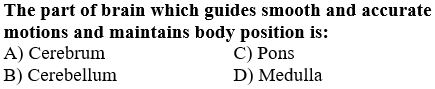 The part of brain which guides smooth and accurate
motions and maintains body position is:
A) Cerebrum C) Pons
B) Cerebellum D) Medulla